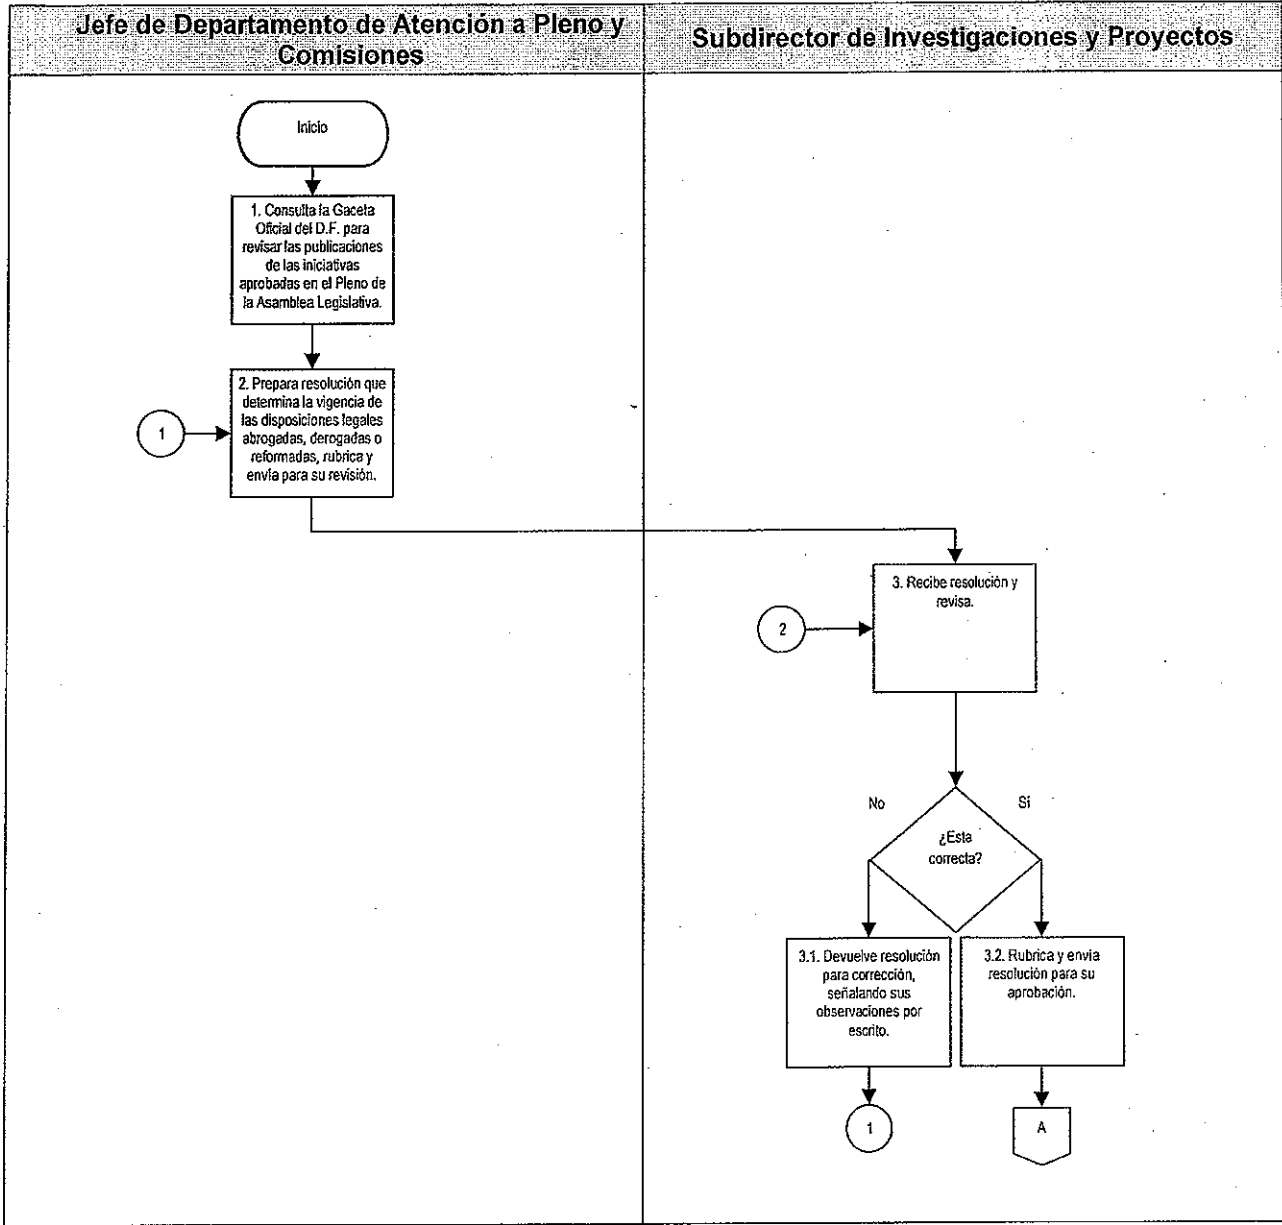 Jefe de Departamento de Atención a Pleno y
Comisiones
Subdirector de Investigaciones y Proyectos
Inicio
1. Consulta la Gaceta
Oficial del D.F. para
revisar las publicaciones
de las iniciativas
aprobadas en el Pleno de
la Asamblea Legislativa.
2. Prepara resolución que
determina la vigencia de
las disposiciones legales
abrogadas, derogadas o
reformadas, rubrica y
envía para su revisión.
1
3. Recibe resolución y
revisa.
2
No
Si
¿Esta
correcta?
3.1. Devuelve resolución
para corrección,
señalando sus
observaciones por
escrito.
3.2. Rubrica y envia
resolución para su
aprobación.
1
A